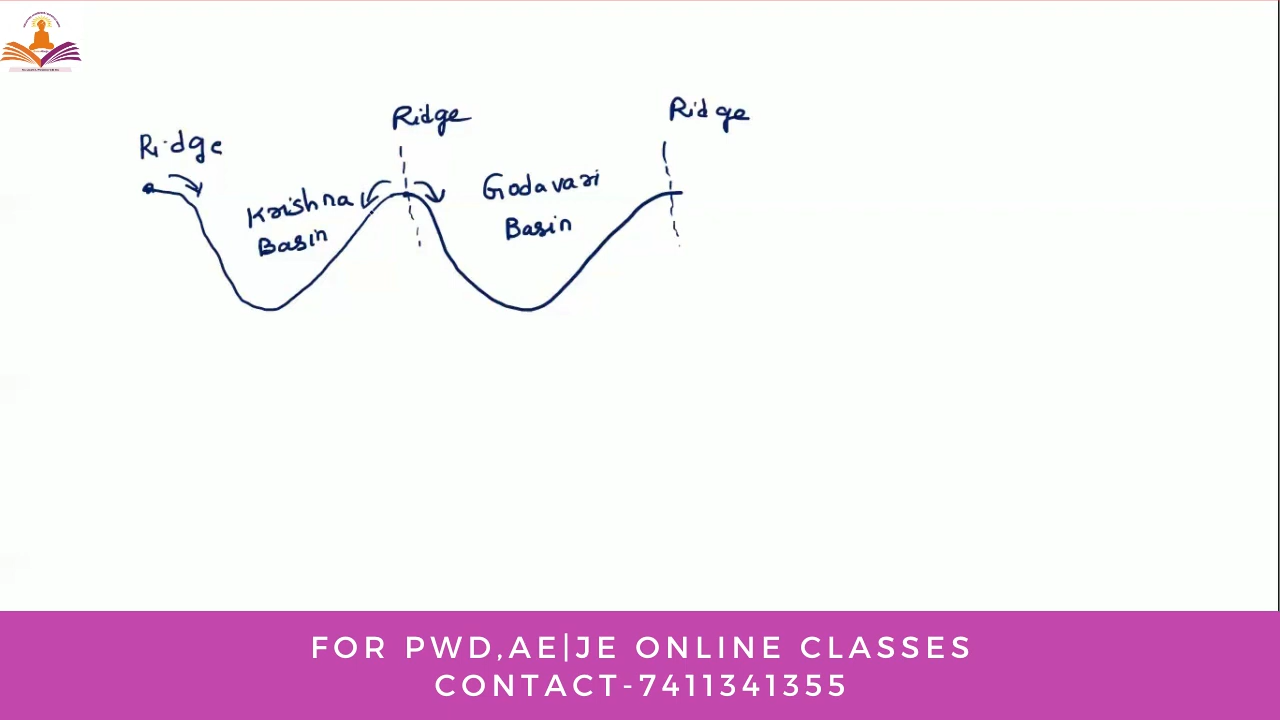 Ridge
Ridge
Ridge
Krishna
Basin
Godavari
Basin
FOR PWD,AE|JE ONLINE CLASSES
CONTACT-7411341355